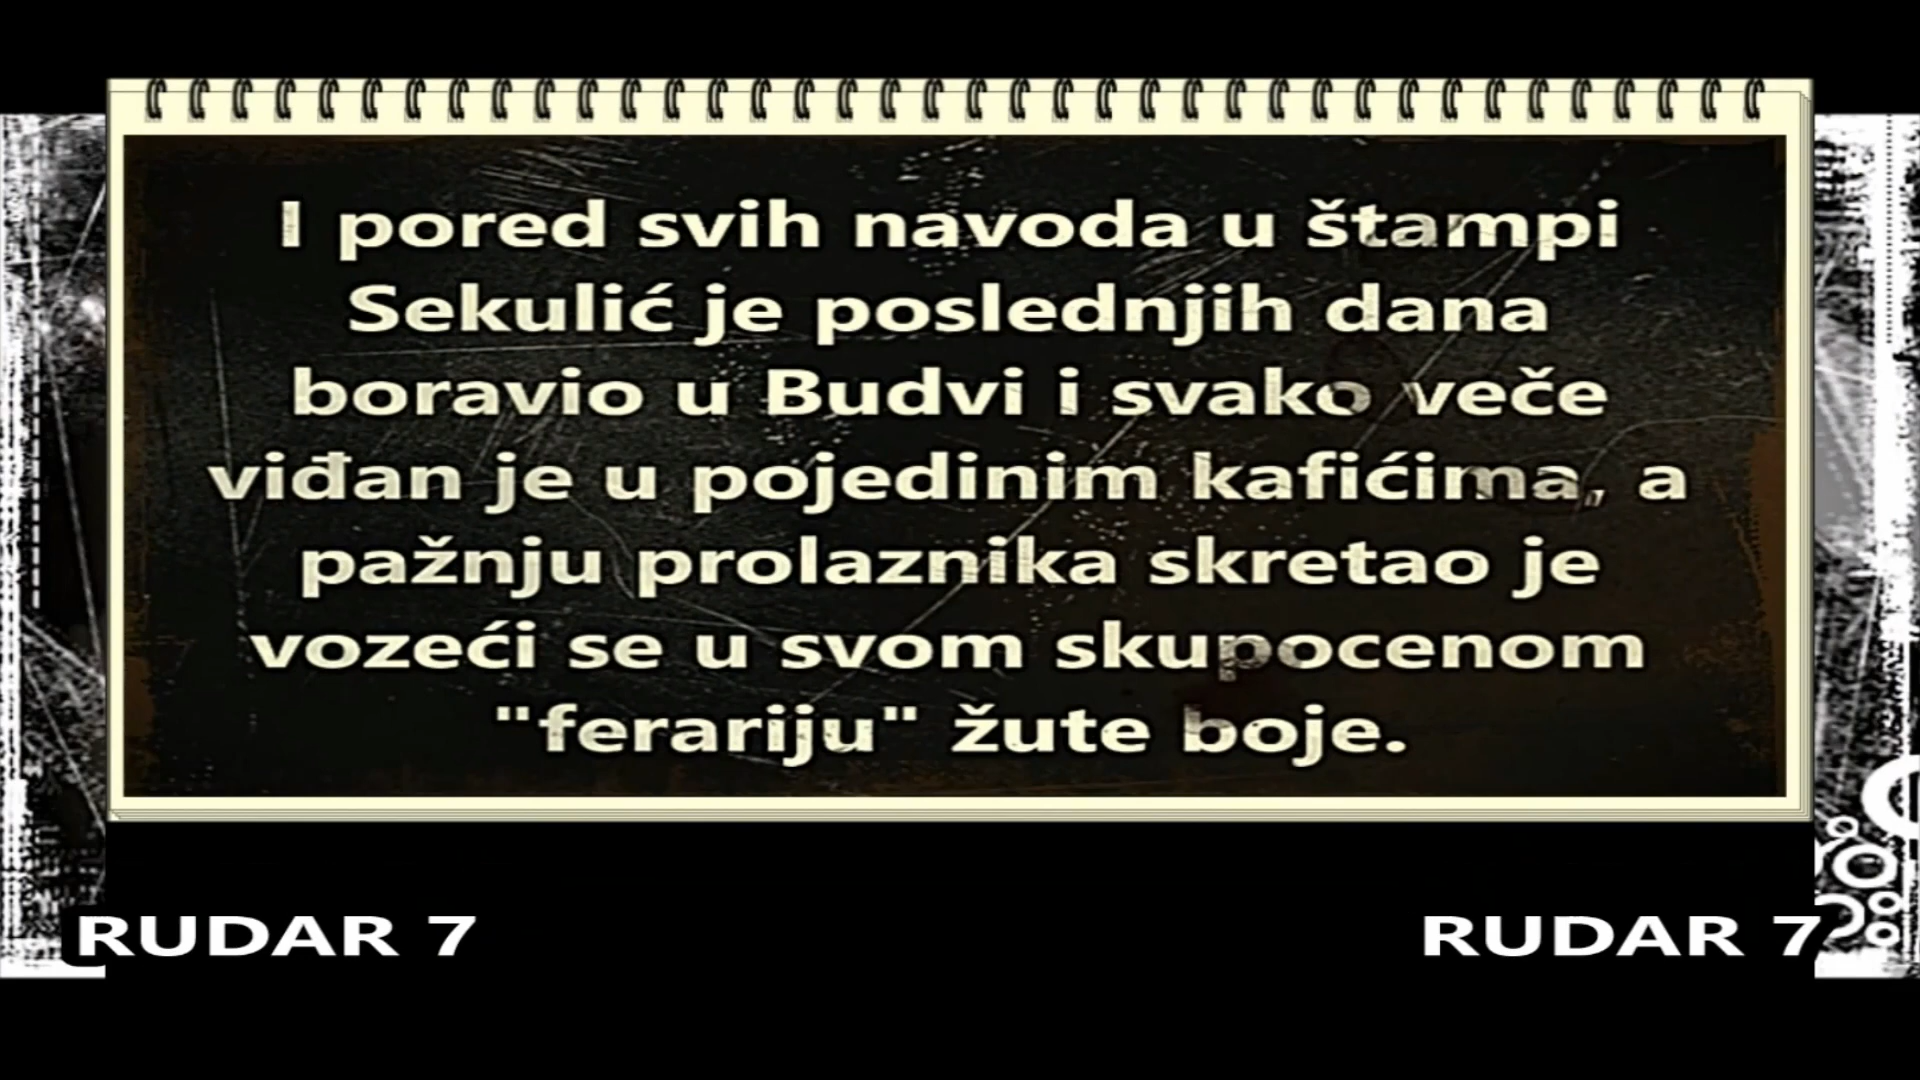 I pored svih navoda u štampi
Sekulić je poslednjih dana
boravio u Budvi i svako veče
viđan je u pojedinim kafićima, a
pažnju prolaznika skretao je
vozeći se u svom skupocenom
"ferariju" žute boje.
RUDAR 7
RUDAR 7